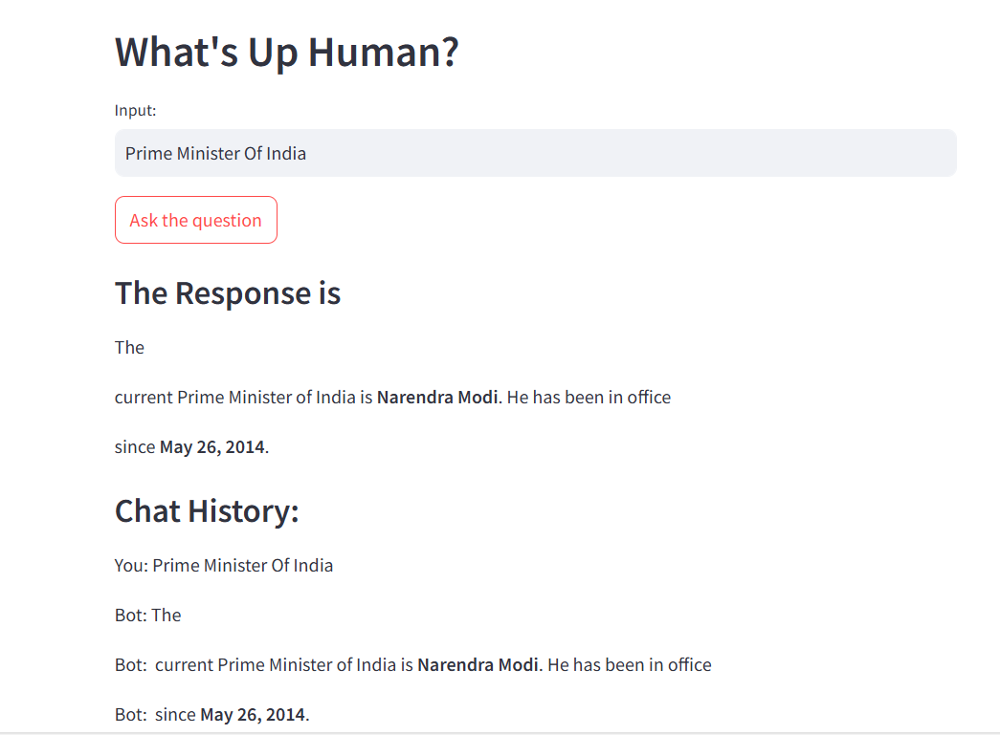 What's Up Human?
Input:
Prime Minister Of India
Ask the question
The Response is
The
current Prime Minister of India is Narendra Modi. He has been in office
since May 26, 2014.
Chat History:
You: Prime Minister Of India
Bot: The
Bot: current Prime Minister of India is Narendra Modi. He has been in office
Bot: since May 26, 2014.